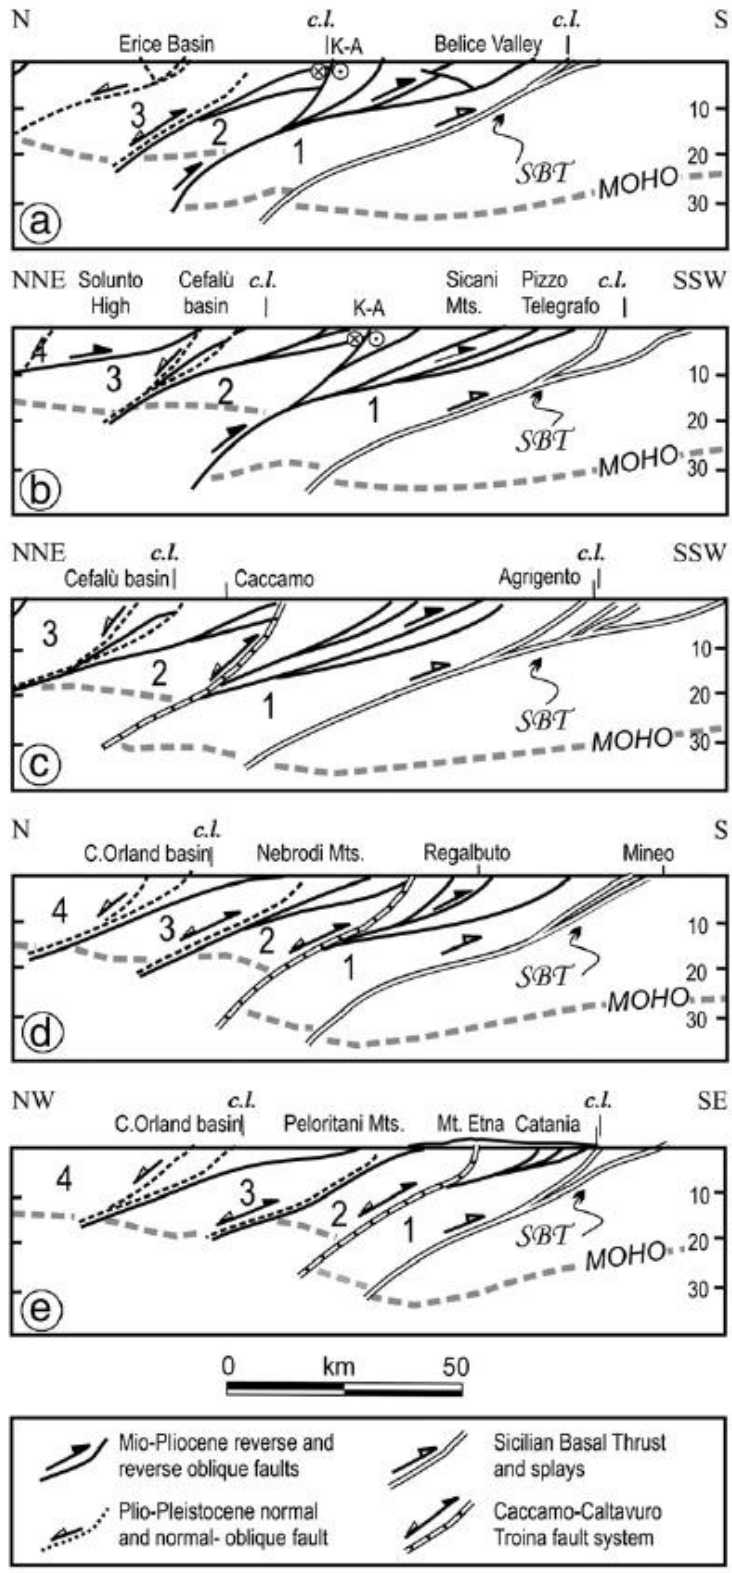 N c.l. c.l. S
Erice Basin K-A Belice Valley
3 2 1 10
SBT 20
MOHO
30
a
NNE Solunto Cefalù c.l. Sicani Pizzo c.l. SSW
High basin K-A Mts. Telegrafo
4 3 2 1 10
SBT 20
MOHO 30
b
NNE c.l. c.l. SSW
Cefalù basin Caccamo Agrigento
3 2 1 10
SBT 20
MOHO 30
c
N c.l. S
C.Orland basin Nebrodi Mts. Regalbuto Mineo
4 3 2 1 10
SBT 20
MOHO
30
d
NW c.l. c.l. SE
C.Orland basin Peloritani Mts. Mt. Etna Catania
4 3 2 1 10
SBT 20
MOHO
30
e
0 km 50
Mio-Pliocene reverse and
reverse oblique faults
Sicilian Basal Thrust
and splays
Plio-Pleistocene normal
and normal- oblique fault
Caccamo-Caltavuro
Troina fault system